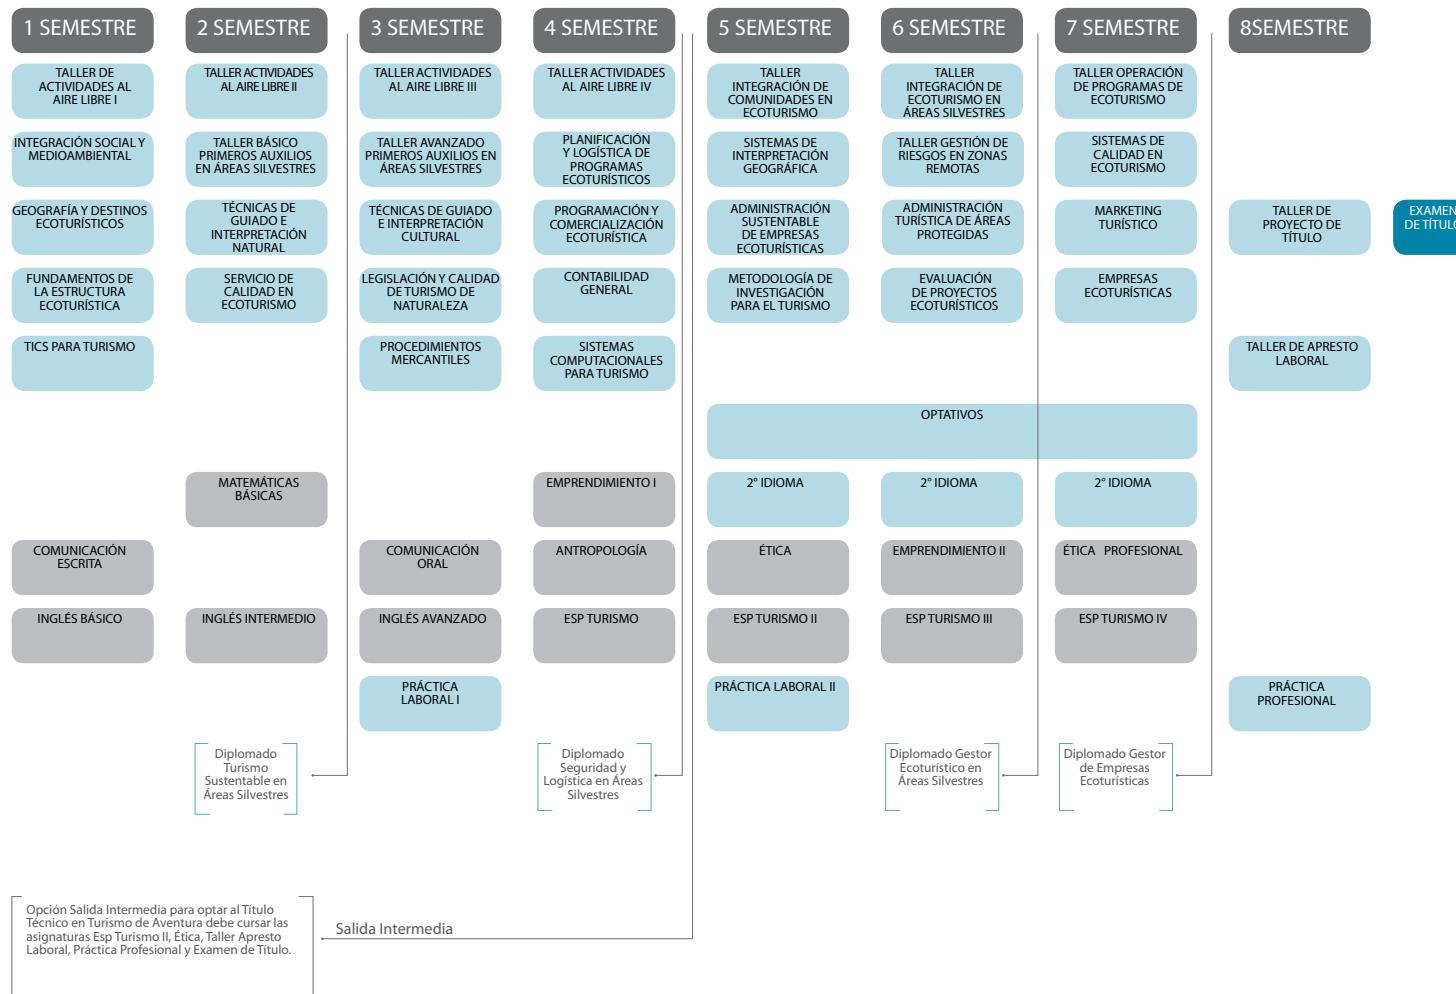 1 SEMESTRE
2 SEMESTRE
3 SEMESTRE
4 SEMESTRE
5 SEMESTRE
6 SEMESTRE
7 SEMESTRE
8SEMESTRE
TALLER DE
ACTIVIDADES AL
AIRE LIBRE I
TALLER ACTIVIDADES
AL AIRE LIBRE II
TALLER ACTIVIDADES
AL AIRE LIBRE III
TALLER ACTIVIDADES
AL AIRE LIBRE IV
TALLER
INTEGRACIÓN DE
COMUNIDADES EN
ECOTURISMO
TALLER
INTEGRACIÓN DE
ECOTURISMO EN
ÁREAS SILVESTRES
TALLER OPERACIÓN
DE PROGRAMAS DE
ECOTURISMO
INTEGRACIÓN SOCIAL Y
MEDIOAMBIENTAL
TALLER BÁSICO
PRIMEROS AUXILIOS
EN ÁREAS SILVESTRES
TALLER AVANZADO
PRIMEROS AUXILIOS EN
ÁREAS SILVESTRES
PLANIFICACIÓN
Y LOGÍSTICA DE
PROGRAMAS
ECOTURÍSTICOS
SISTEMAS DE
INTERPRETACIÓN
GEOGRÁFICA
TALLER GESTIÓN DE
RIESGOS EN ZONAS
REMOTAS
SISTEMAS DE
CALIDAD EN
ECOTURISMO
GEOGRAFÍA Y DESTINOS
ECOTURÍSTICOS
TÉCNICAS DE
GUIADO E
INTERPRETACIÓN
NATURAL
TÉCNICAS DE GUIADO
E INTERPRETACIÓN
CULTURAL
PROGRAMACIÓN Y
COMERCIALIZACIÓN
ECOTURÍSTICA
ADMINISTRACIÓN
SUSTENTABLE
DE EMPRESAS
ECOTURÍSTICAS
ADMINISTRACIÓN
TURÍSTICA DE ÁREAS
PROTEGIDAS
MARKETING
TURÍSTICO
TALLER DE
PROYECTO DE
TÍTULO
EXAMEN
DE TÍTULO
FUNDAMENTOS DE
LA ESTRUCTURA
ECOTURÍSTICA
SERVICIO DE
CALIDAD EN
ECOTURISMO
LEGISLACIÓN Y CALIDAD
DE TURISMO DE
NATURALEZA
CONTABILIDAD
GENERAL
METODOLOGÍA DE
INVESTIGACIÓN
PARA EL TURISMO
EVALUACIÓN
DE PROYECTOS
ECOTURÍSTICOS
EMPRESAS
ECOTURÍSTICAS
TICS PARA TURISMO
PROCEDIMIENTOS
MERCANTILES
SISTEMAS
COMPUTACIONALES
PARA TURISMO
TALLER DE APRESTO
LABORAL
OPTATIVOS
MATEMÁTICAS
BÁSICAS
EMPRENDIMIENTO I
2° IDIOMA
2° IDIOMA
2° IDIOMA
COMUNICACIÓN
ESCRITA
COMUNICACIÓN
ORAL
ANTROPOLOGÍA
ÉTICA
EMPRENDIMIENTO II
ÉTICA PROFESIONAL
INGLÉS BÁSICO
INGLÉS INTERMEDIO
INGLÉS AVANZADO
ESP TURISMO
ESP TURISMO II
ESP TURISMO III
ESP TURISMO IV
PRÁCTICA
LABORAL I
PRÁCTICA LABORAL II
PRÁCTICA
PROFESIONAL
Diplomado
Turismo
Sustentable en
Áreas Silvestres
Diplomado
Seguridad y
Logística en Áreas
Silvestres
Diplomado Gestor
Ecoturístico en
Áreas Silvestres
Diplomado Gestor
de Empresas
Ecoturísticas
Opción Salida Intermedia para optar al Título
Técnico en Turismo de Aventura debe cursar las
asignaturas Esp Turismo II, Ética, Taller Apresto
Laboral, Práctica Profesional y Examen de Título.
Salida Intermedia